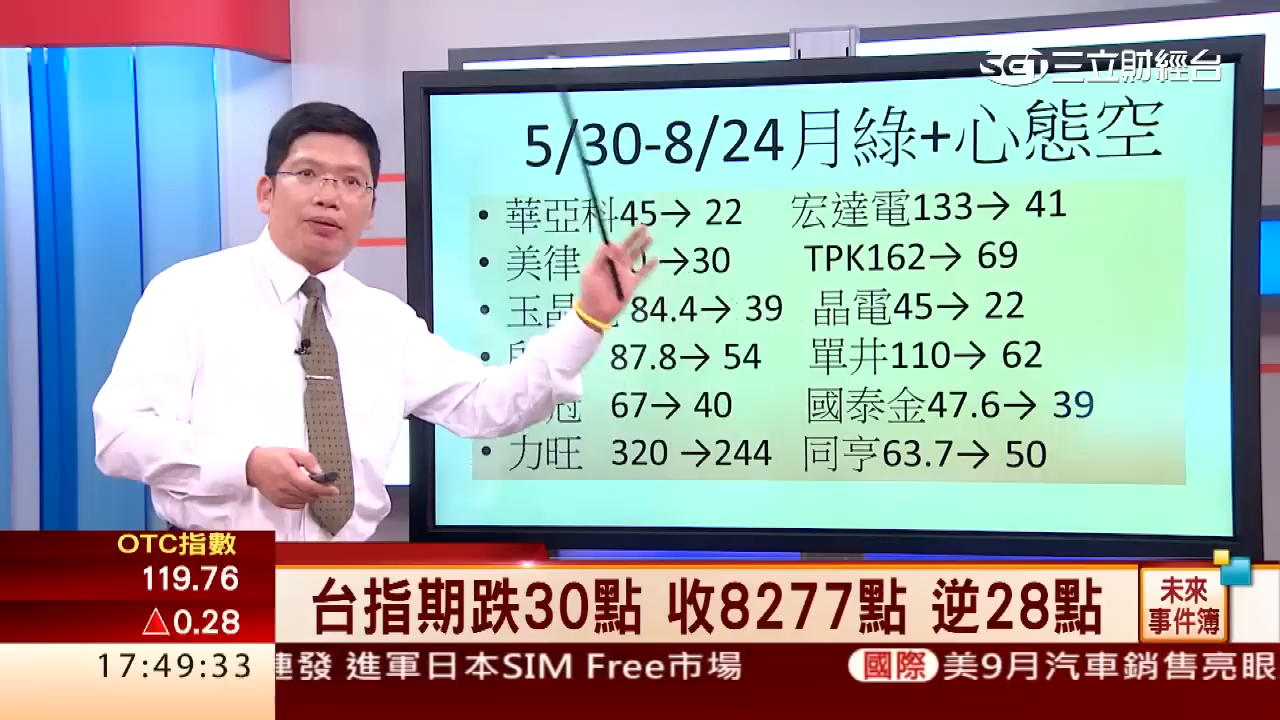 SET三立財經台
5/30-8/24月綠+心態空
• 華亞科45→ 22 宏達電133→ 41
• 美律 →30 TPK162→ 69
• 玉晶 84.4→ 39 晶電45→ 22
• 87.8→ 54 單井110→ 62
冠 67→ 40 國泰金47.6→ 39
• 力旺 320 →244 同亨63.7→ 50
OTC指數
119.76
△0.28
台指期跌30點 收8277點 逆28點
未來
事件簿
17:49:33
連發 進軍日本SIM Free市場 國際 美9月汽車銷售亮眼